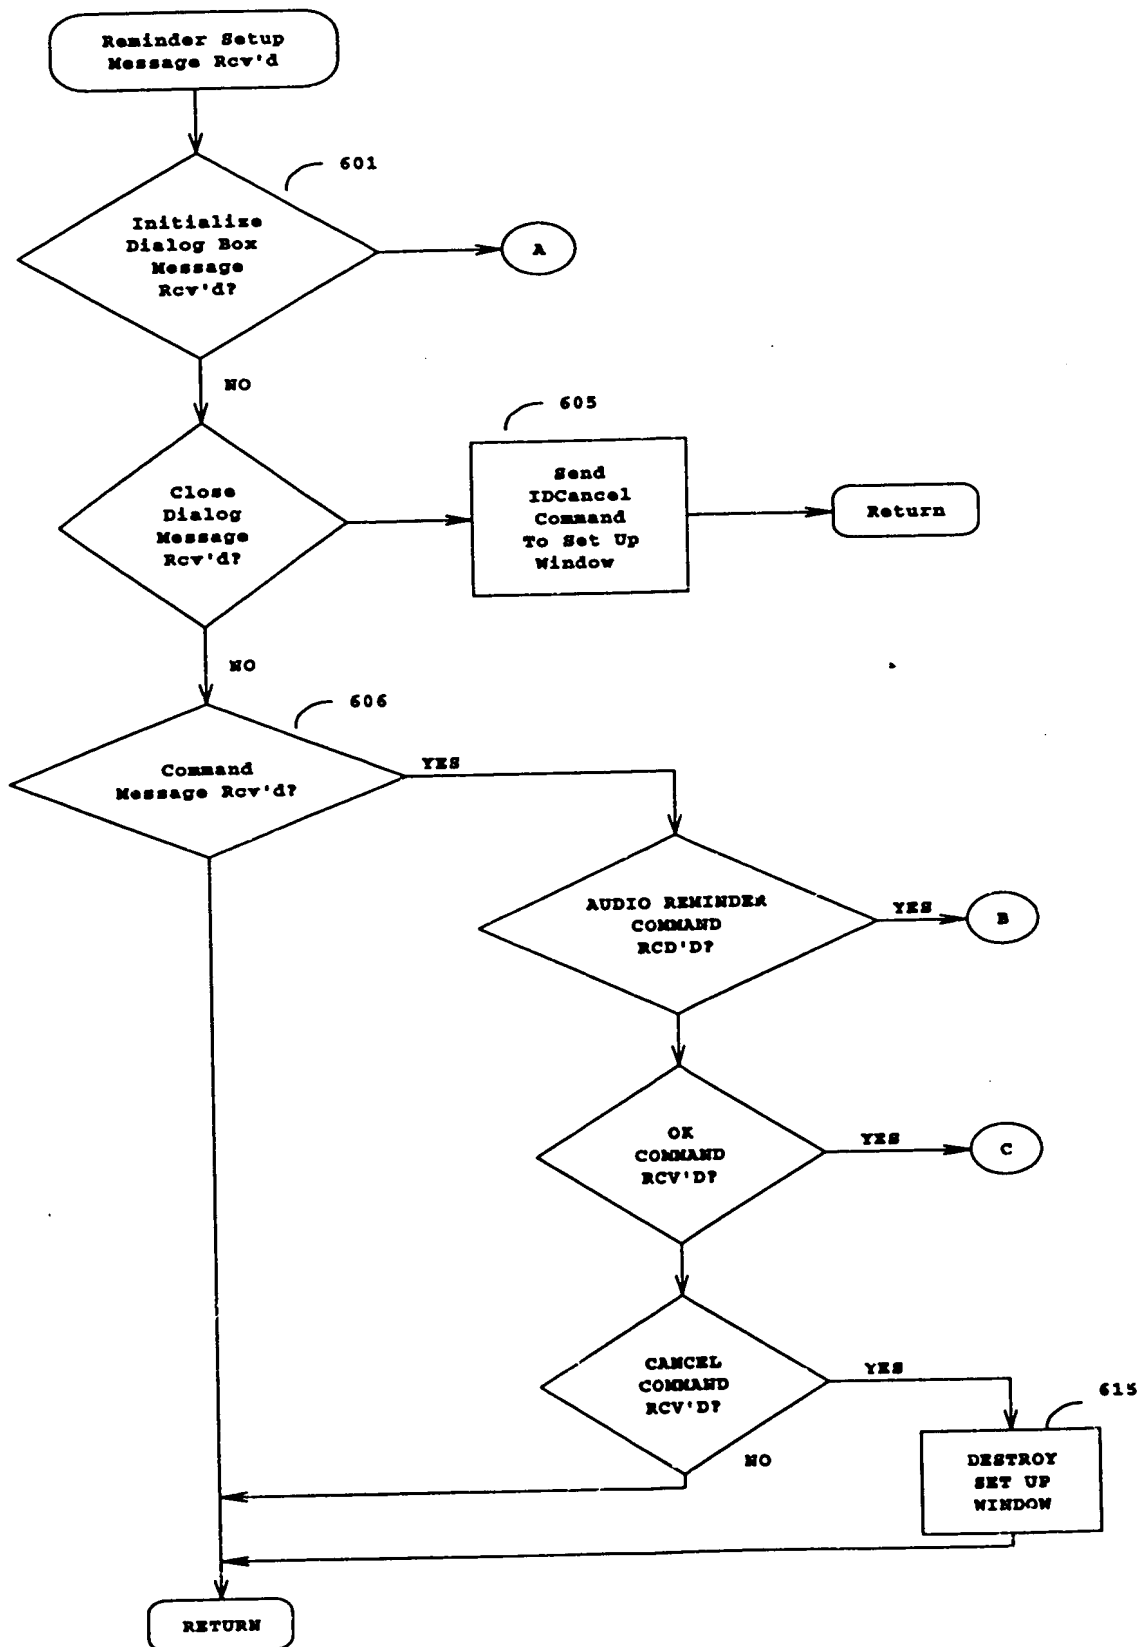 Reminder Setup
Message Rcv'd
601
Initialize
Dialog Box
Message
Rcv'd?
A
NO
605
Close
Dialog
Message
Rcv'd?
Send
IDCancel
Command
To Set Up
Window
Return
NO
606
Command
Message Rcv'd?
YES
AUDIO REMINDER
COMMAND
RCD'D?
YES
B
OK
COMMAND
RCV'D?
YES
C
CANCEL
COMMAND
RCV'D?
YES
NO
615
DESTROY
SET UP
WINDOW
RETURN